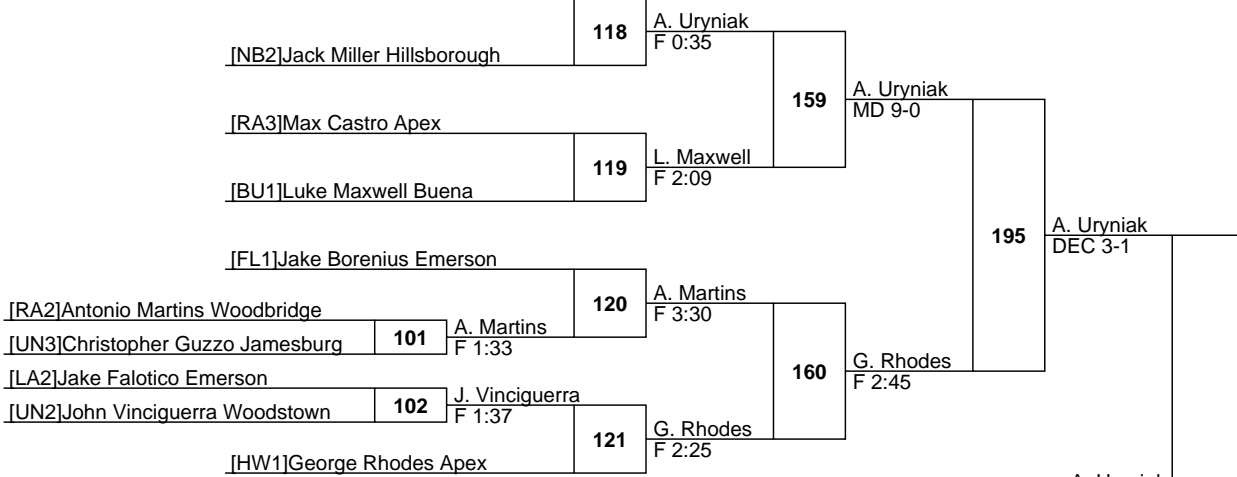 118
A. Uryniak
F 0:35
[NB2]Jack Miller Hillsborough
159
A. Uryniak
MD 9-0
[RA3]Max Castro Apex
119
L. Maxwell
F 2:09
[BU1]Luke Maxwell Buena
195
A. Uryniak
DEC 3-1
[FL1]Jake Borenius Emerson
120
A. Martins
F 3:30
[RA2]Antonio Martins Woodbridge
101
A. Martins
F 1:33
[UN3]Christopher Guzzo Jamesburg
160
G. Rhodes
F 2:45
[LA2]Jake Falotico Emerson
102
J. Vinciguerra
F 1:37
[UN2]John Vinciguerra Woodstown
121
G. Rhodes
F 2:25
[HW1]George Rhodes Apex